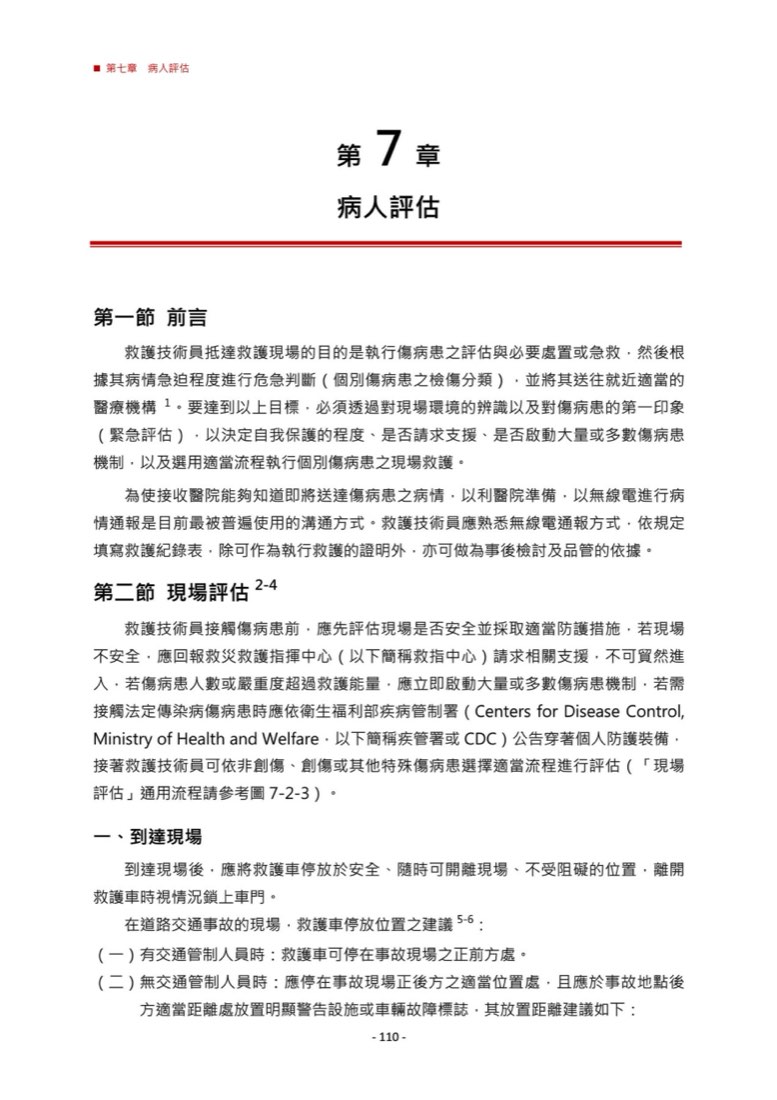 ■ 第七章　病人評估
第 7 章
病人評估
第一節 前言
救護技術員抵達救護現場的目的是執行傷病患之評估與必要處置或急救，然後根
據其病情急迫程度進行危急判斷（個別傷病患之檢傷分類），並將其送往就近適當的
醫療機構 1。要達到以上目標，必須透過對現場環境的辨識以及對傷病患的第一印象
（緊急評估），以決定自我保護的程度、是否請求支援、是否啟動大量或多數傷病患
機制，以及選用適當流程執行個別傷病患之現場救護。
為使接收醫院能夠知道即將送達傷病患之病情，以利醫院準備，以無線電進行病
情通報是目前最被普遍使用的溝通方式。救護技術員應熟悉無線電通報方式，依規定
填寫救護紀錄表，除可作為執行救護的證明外，亦可做為事後檢討及品管的依據。
第二節 現場評估 2-4
救護技術員接觸傷病患前，應先評估現場是否安全並採取適當防護措施，若現場
不安全，應回報救災救護指揮中心（以下簡稱救指中心）請求相關支援，不可貿然進
入，若傷病患人數或嚴重度超過救護能量，應立即啟動大量或多數傷病患機制，若需
接觸法定傳染病傷病患時應依衛生福利部疾病管制署（Centers for Disease Control,
Ministry of Health and Welfare，以下簡稱疾管署或 CDC）公告穿著個人防護裝備，
接著救護技術員可依非創傷、創傷或其他特殊傷病患選擇適當流程進行評估（「現場
評估」通用流程請參考圖 7-2-3）。
一、到達現場
到達現場後，應將救護車停放於安全、隨時可開離現場、不受阻礙的位置，離開
救護車時視情況鎖上車門。
在道路交通事故的現場，救護車停放位置之建議 5-6：
（一）有交通管制人員時：救護車可停在事故現場之正前方處。
（二）無交通管制人員時：應停在事故現場正後方之適當位置處，且應於事故地點後
方適當距離處放置明顯警告設施或車輛故障標誌，其放置距離建議如下：
- 110 -